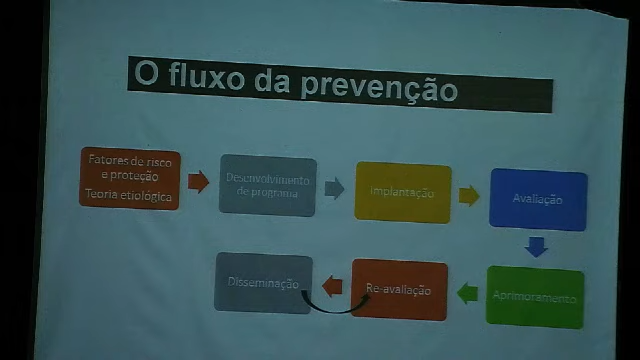 O fluxo da prevenção
Fatores de risco
e proteção
Teoria etiológica
Desenvolvimento
de programa
Implantação
Avaliação
Disseminação
Re-avaliação
Aprimoramento